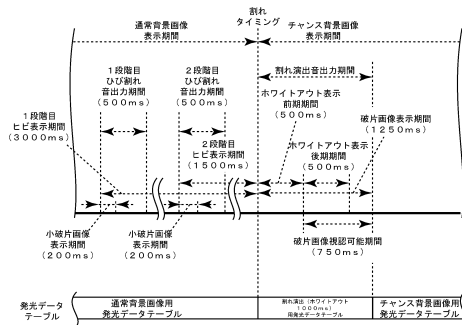 通常背景画像
表示期間
割れ
タイミング
チャンス背景画像
表示期間
1段階目
ひび割れ
音出力期間
(500ms)
2段階目
ひび割れ
音出力期間
(500ms)
割れ演出音出力期間
ホワイトアウト表示
前期期間
(500ms)
1段階目
ヒビ表示期間
(3000ms)
破片画像表示期間
(1250ms)
2段階目
ヒビ表示期間
(1500ms)
ホワイトアウト表示
後期期間
(500ms)
小破片画像
表示期間
(200ms)
小破片画像
表示期間
(200ms)
破片画像視認可能期間
(750ms)
発光データ
テーブル
通常背景画像用
発光データテーブル
割れ演出(ホワイトアウト
1000ms)
用発光データテーブル
チャンス背景画像用
発光データテーブル